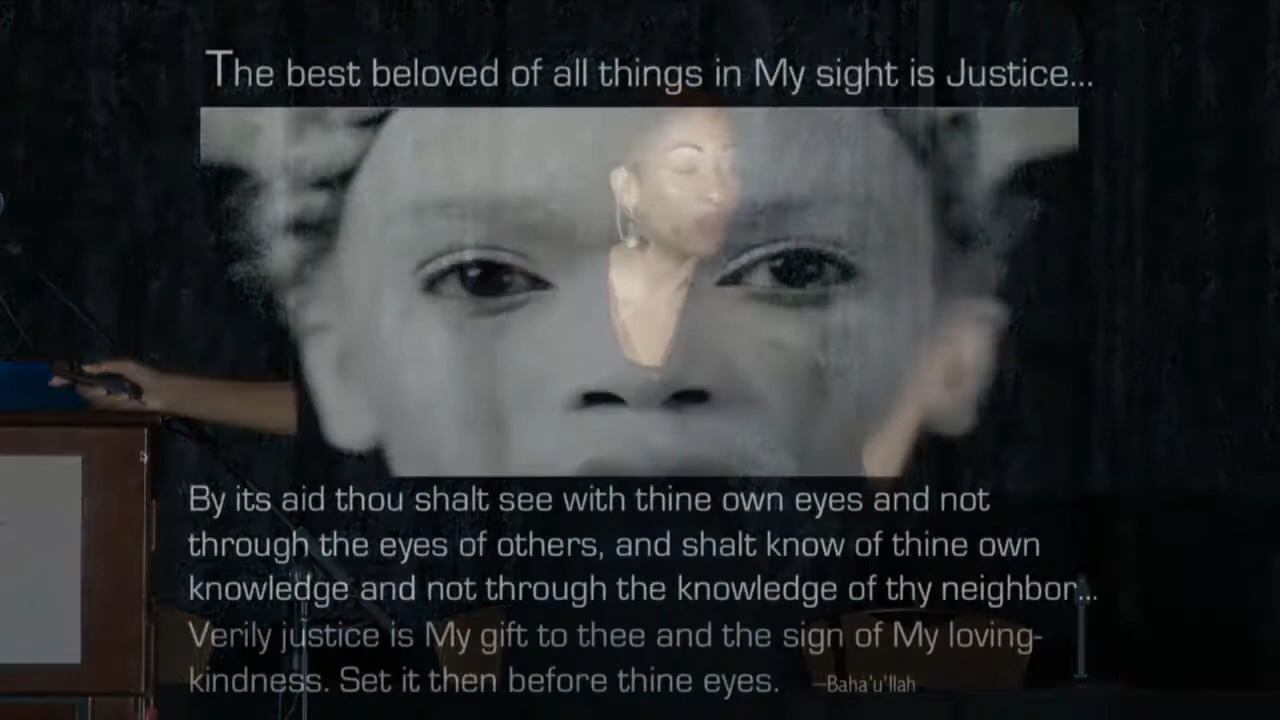 The best beloved of all things in My sight is Justice...
By its aid thou shalt see with thine own eyes and not
through the eyes of others, and shalt know of thine own
knowledge and not through the knowledge of thy neighbor...
Verily justice is My gift to thee and the sign of My loving-
kindness. Set it then before thine eyes. —Baha'u'llah